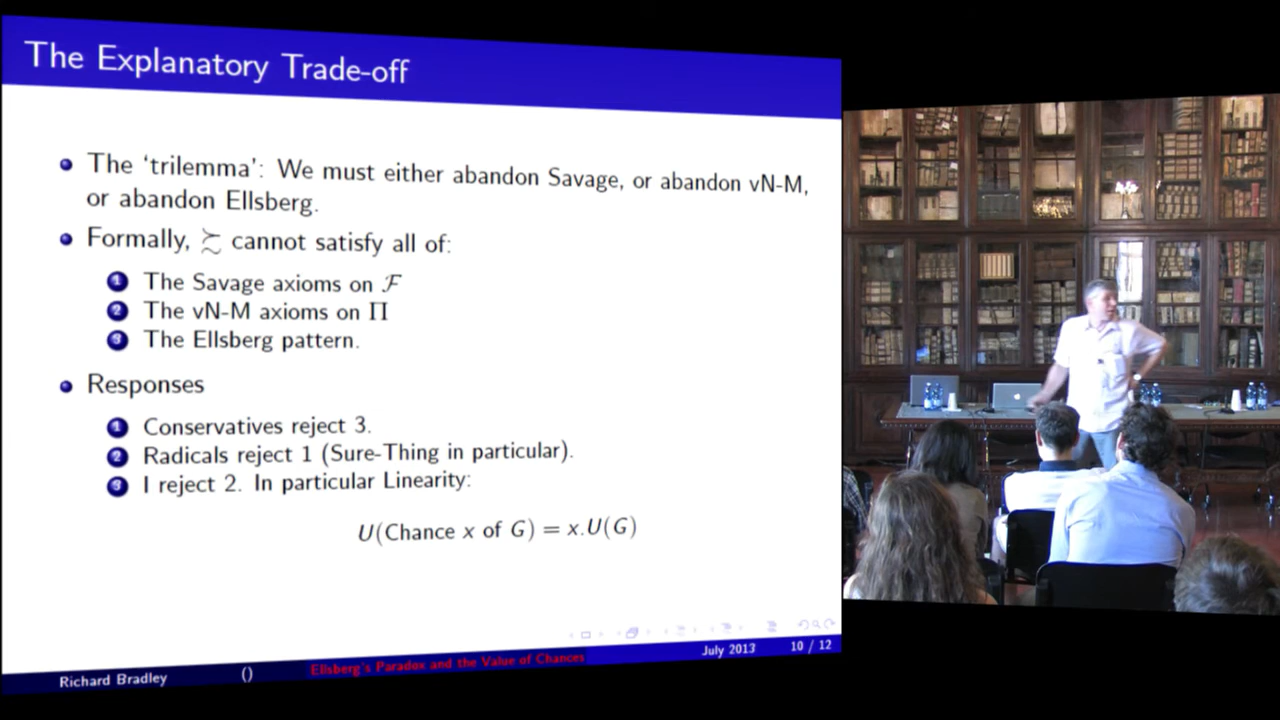 The Explanatory Trade-off
The 'trilemma': We must either abandon Savage, or abandon vN-M,
or abandon Ellsberg.
Formally, ≿ cannot satisfy all of:
1 The Savage axioms on ℱ
2 The vN-M axioms on Π
3 The Ellsberg pattern.
Responses
1 Conservatives reject 3.
2 Radicals reject 1 (Sure-Thing in particular).
3 I reject 2. In particular Linearity:
U(Chance x of G) = x.U(G)
Richard Bradley () Ellsberg's Paradox and the Value of Chances July 2013 10 / 12